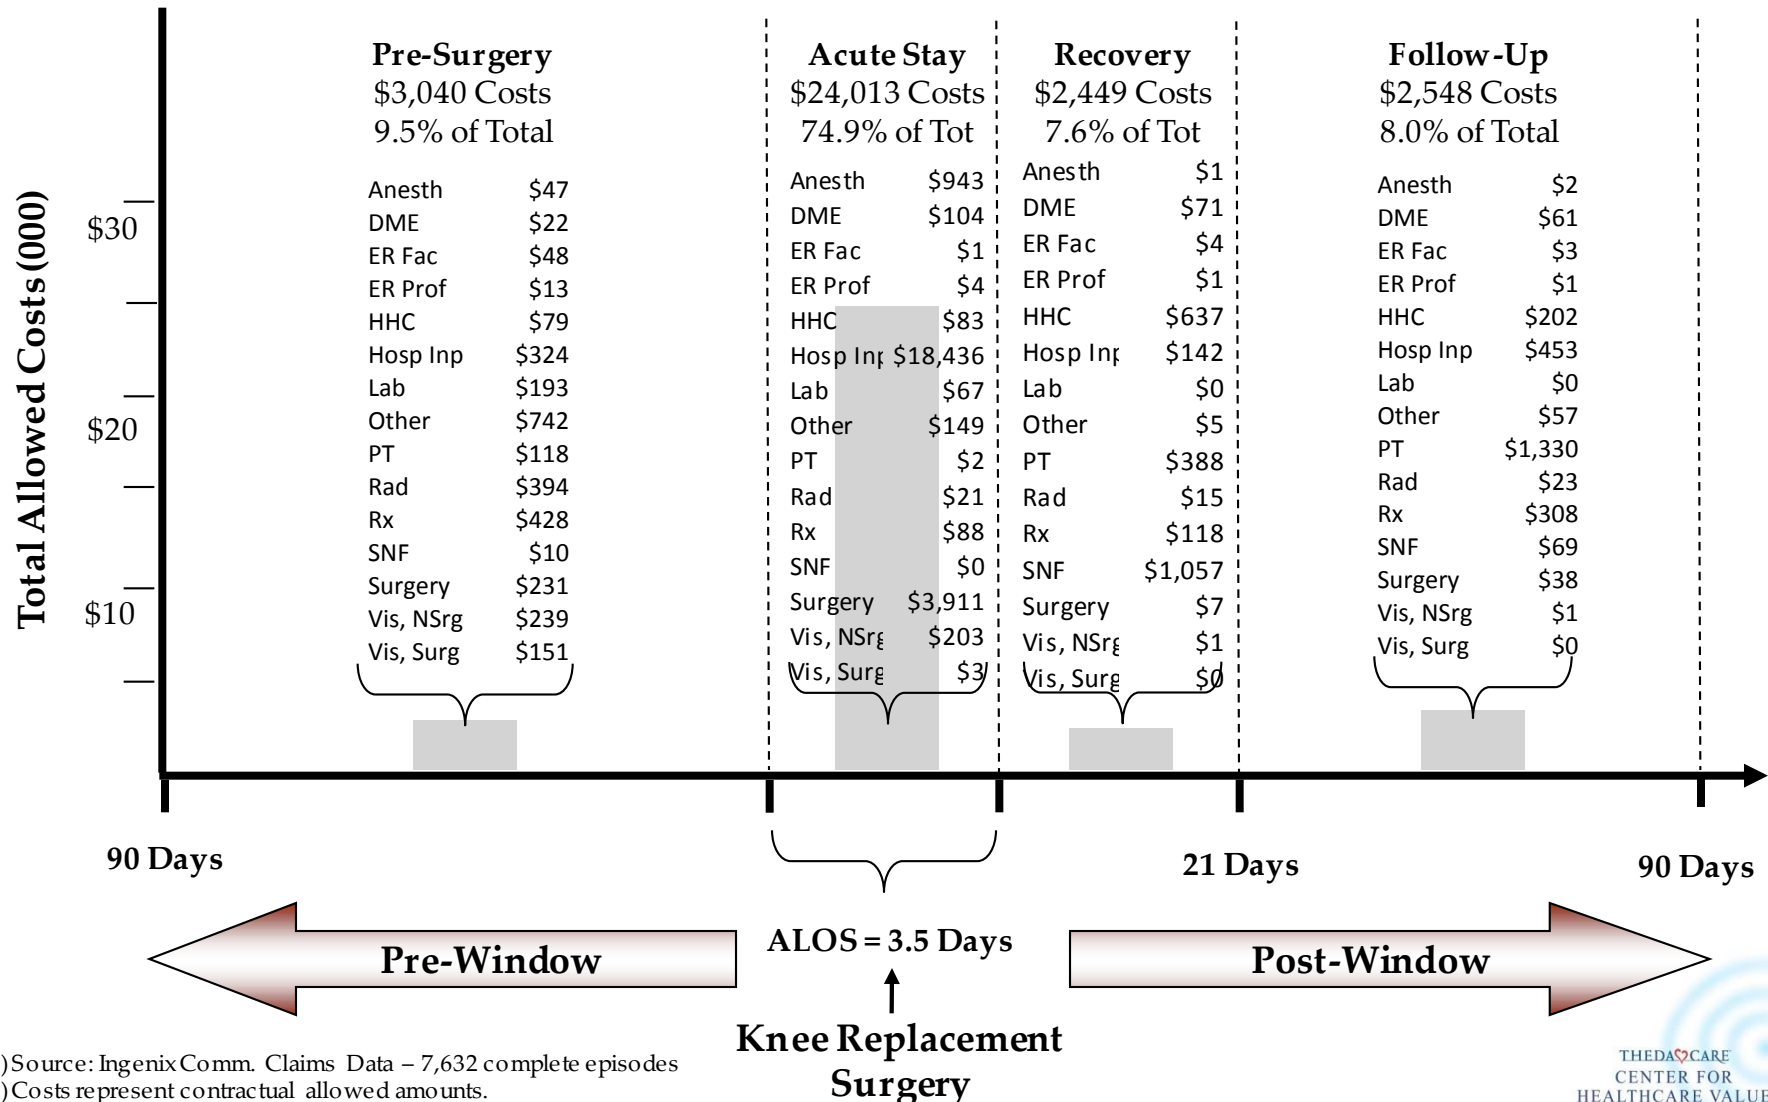 Total Allowed Costs (000)
$30
$20
$10
Pre-Surgery
$3,040 Costs
9.5% of Total
Anesth $47
DME $22
ER Fac $48
ER Prof $13
HHC $79
Hosp Inp $324
Lab $193
Other $742
PT $118
Rad $394
Rx $428
SNF $10
Surgery $231
Vis, NSrg $239
Vis, Surg $151
Acute Stay
$24,013 Costs
74.9% of Tot
Anesth $943
DME $104
ER Fac $1
ER Prof $4
HHC $83
Hosp Inp $18,436
Lab $67
Other $149
PT $2
Rad $21
Rx $88
SNF $0
Surgery $3,911
Vis, NSrg $203
Vis, Surg $3
Recovery
$2,449 Costs
7.6% of Tot
Anesth $1
DME $71
ER Fac $4
ER Prof $1
HHC $637
Hosp Inp $142
Lab $0
Other $5
PT $388
Rad $15
Rx $118
SNF $1,057
Surgery $7
Vis, NSrg $1
Vis, Surg $0
Follow-Up
$2,548 Costs
8.0% of Total
Anesth $2
DME $61
ER Fac $3
ER Prof $1
HHC $202
Hosp Inp $453
Lab $0
Other $57
PT $1,330
Rad $23
Rx $308
SNF $69
Surgery $38
Vis, NSrg $1
Vis, Surg $0
90 Days
21 Days
90 Days
Pre-Window
ALOS = 3.5 Days
Post-Window
Knee Replacement
Surgery
) Source: Ingenix Comm. Claims Data – 7,632 complete episodes
) Costs represent contractual allowed amounts.
THEDACARE
CENTER FOR
HEALTHCARE VALUE